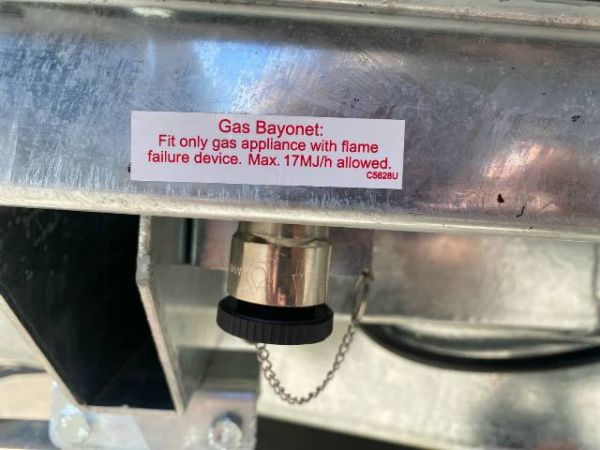 Gas Bayonet:
Fit only gas appliance with flame
failure device. Max. 17MJ/h allowed.
C5628U